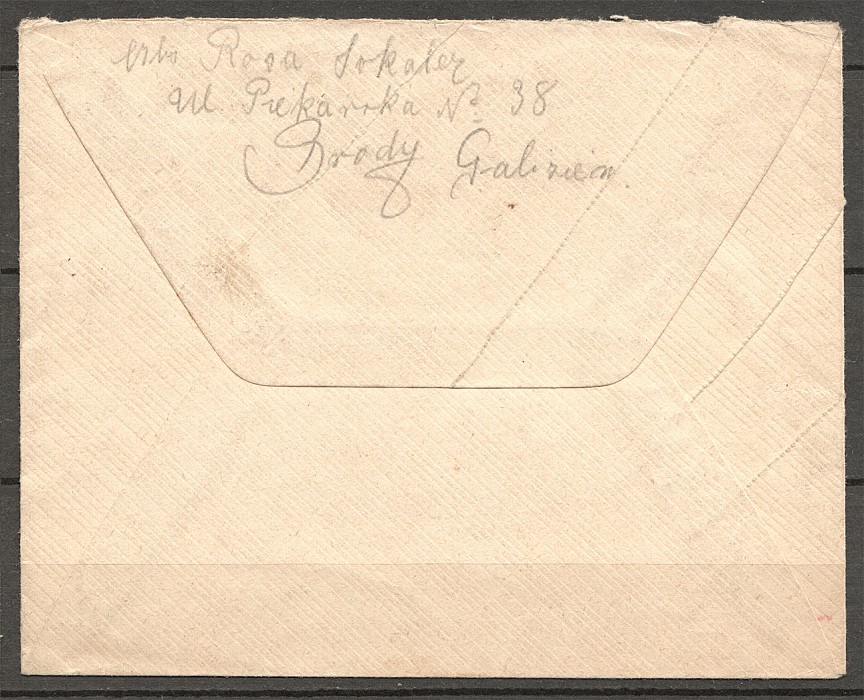 Rosa Sokaler
Ul. Piekarska No 38
Brody Galizien.